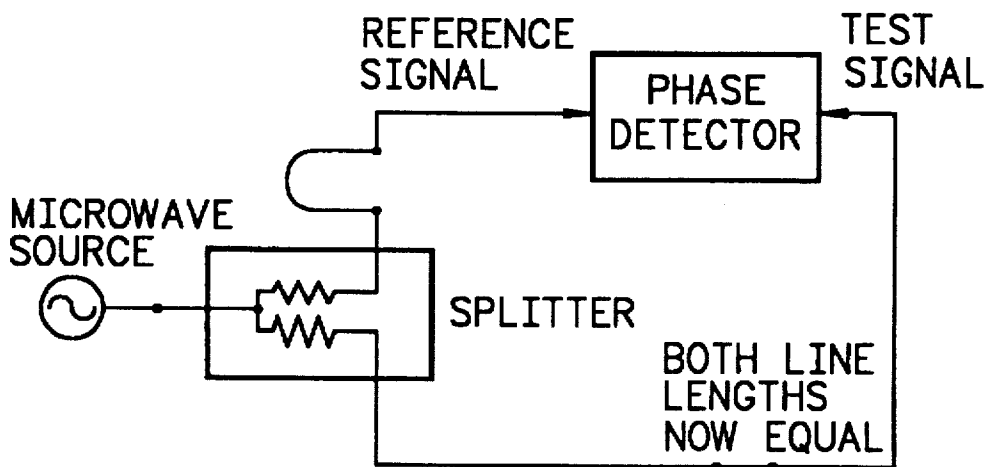 REFERENCE
SIGNAL
PHASE
DETECTOR
TEST
SIGNAL
MICROWAVE
SOURCE
SPLITTER
BOTH LINE
LENGTHS
NOW EQUAL